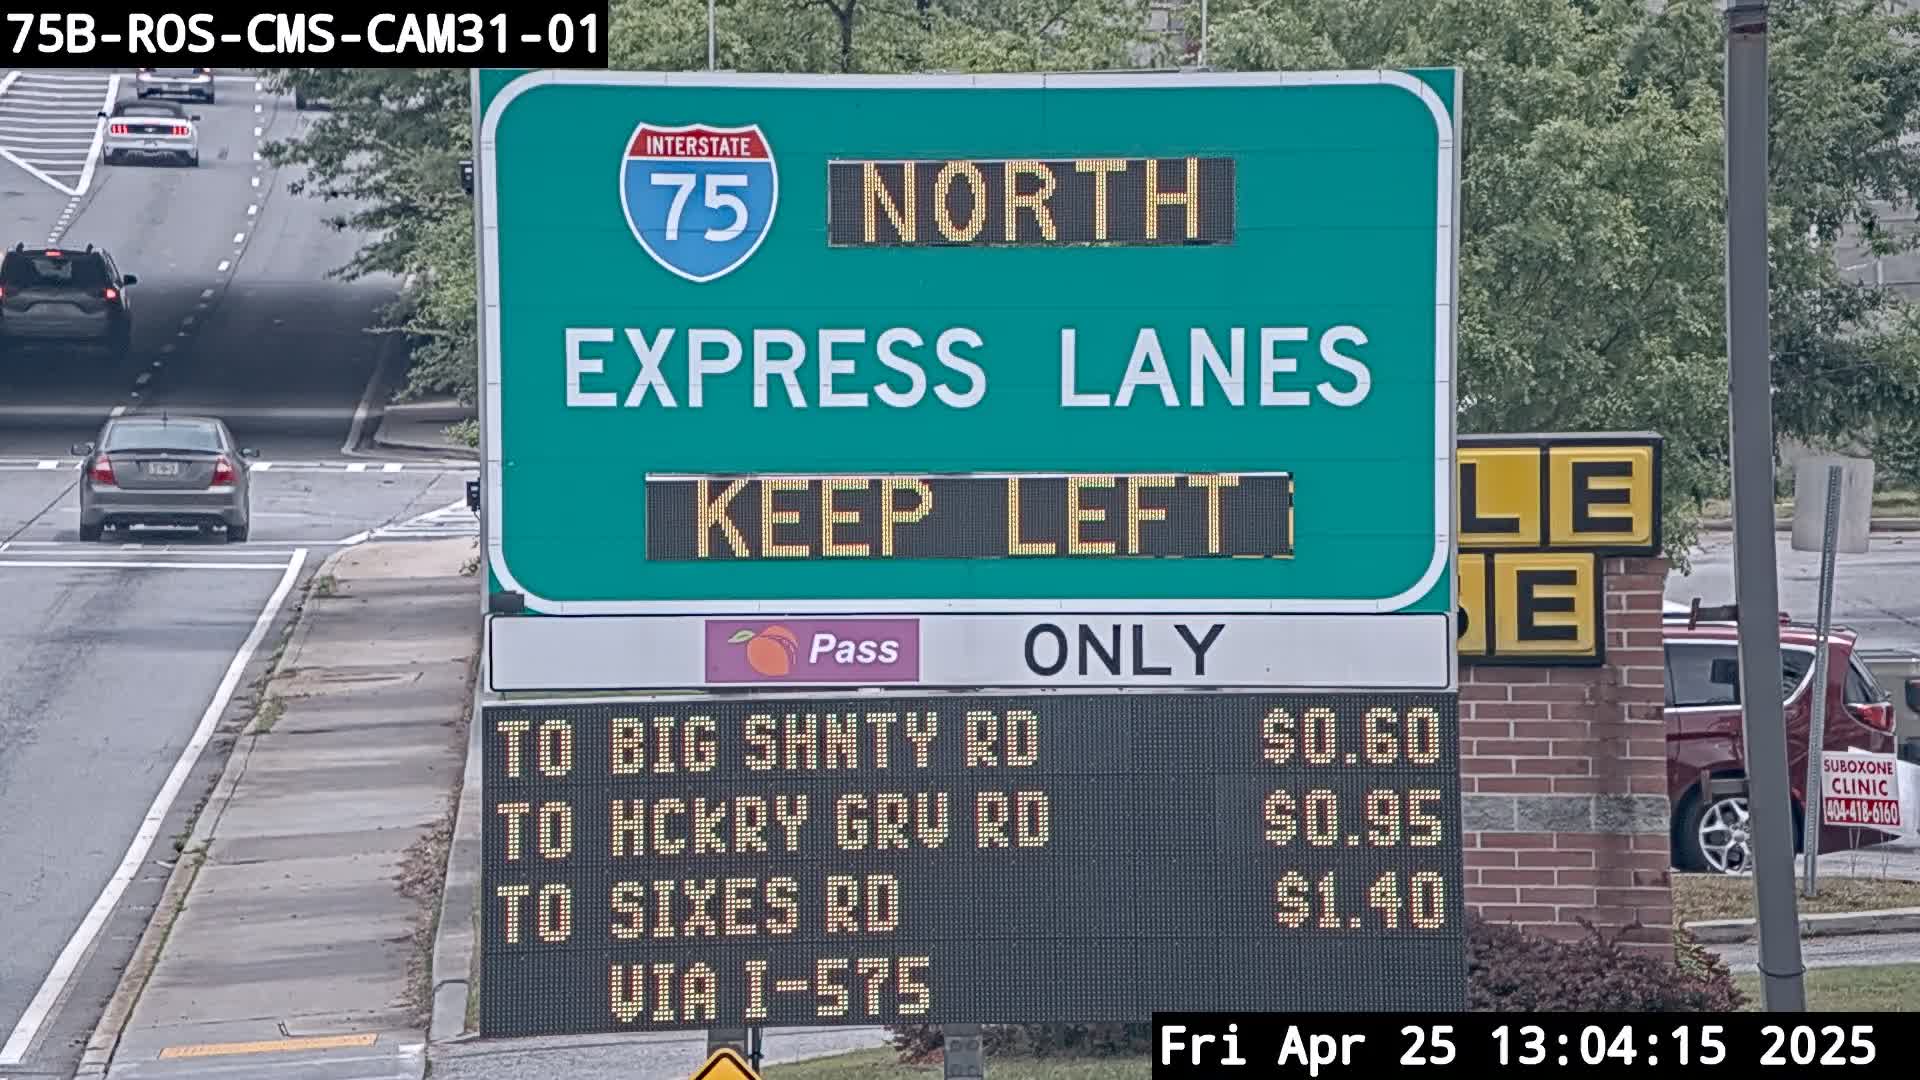 75B-ROS-CMS-CAM31-01
INTERSTATE
75
NORTH
EXPRESS LANES
KEEP LEFT
Pass ONLY
TO BIG SHNTY RD $0.60
TO HCKRY GRV RD $0.95
TO SIXES RD $1.40
VIA I-575
LE
E
SUBOXONE
CLINIC
404-418-6160
Fri Apr 25 13:04:15 2025